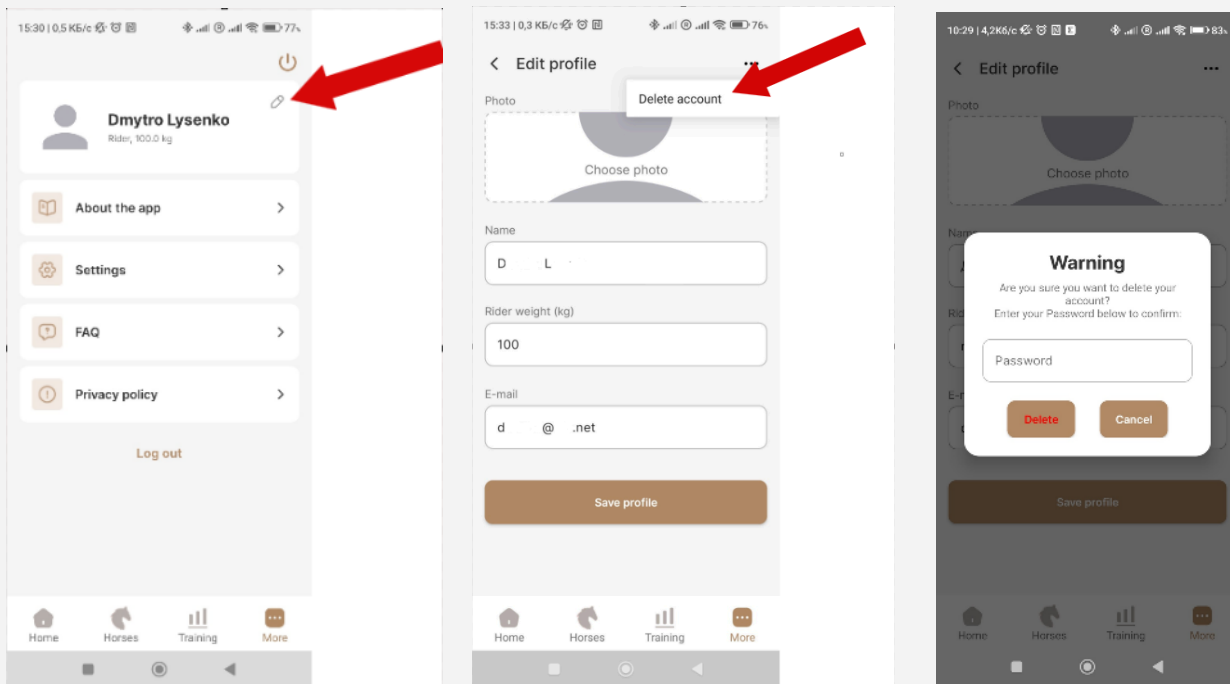 15:30 | 0,5 КБ/с
77%
Dmytro Lysenko
Rider, 100.0 kg
About the app
Settings
FAQ
Privacy policy
Log out
Home
Horses
Training
More
15:33 | 0,3 КБ/с
76%
Edit profile
Delete account
Photo
Choose photo
Name
D L
Rider weight (kg)
100
E-mail
d @ .net
Save profile
Home
Horses
Training
More
10:29 | 4,2Кб/с
83%
Edit profile
Photo
Choose photo
Warning
Are you sure you want to delete your
account?
Enter your Password below to confirm:
Password
Delete
Cancel
Save profile
Home
Horses
Training
More